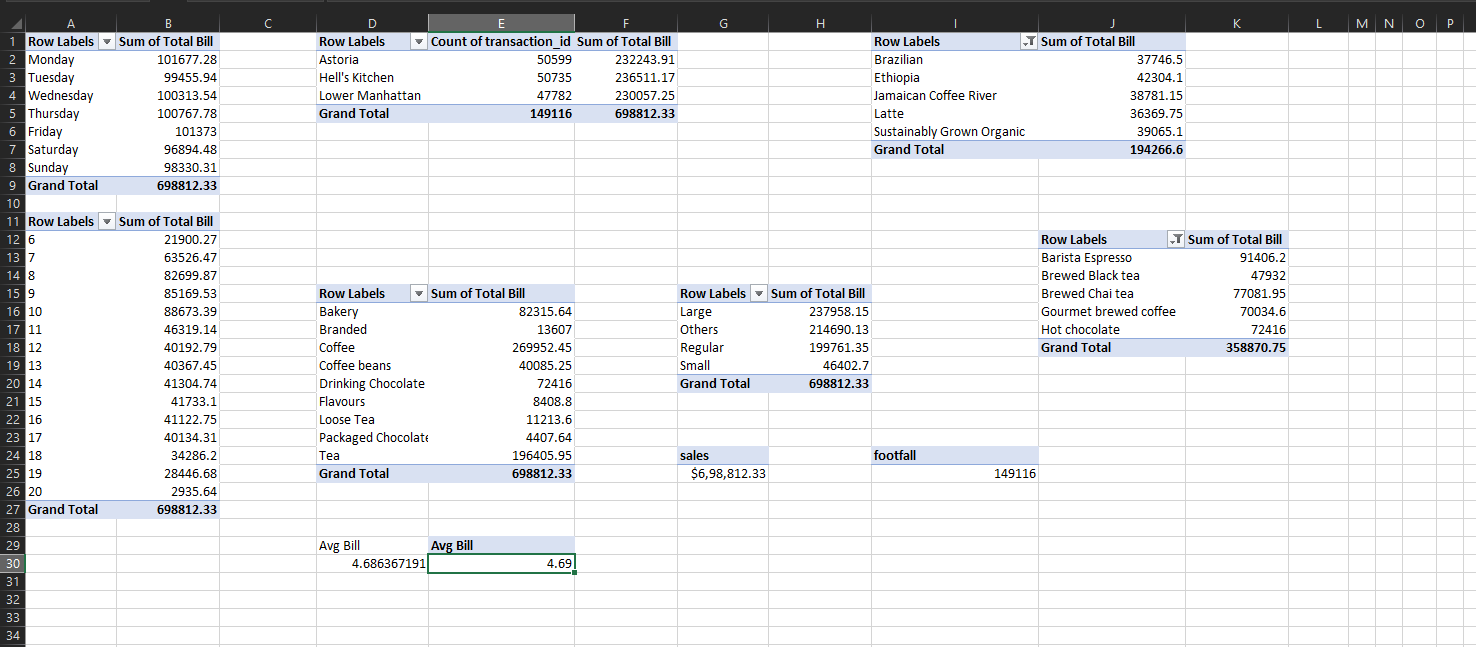 A B C D E F G H I J K L M N O P
1 Row Labels Sum of Total Bill Row Labels Count of transaction_id Sum of Total Bill Row Labels Sum of Total Bill
2 Monday 101677.28 Astoria 50599 232243.91 Brazilian 37746.5
3 Tuesday 99455.94 Hell's Kitchen 50735 236511.17 Ethiopia 42304.1
4 Wednesday 100313.54 Lower Manhattan 47782 230057.25 Jamaican Coffee River 38781.15
5 Thursday 100767.78 Grand Total 149116 698812.33 Latte 36369.75
6 Friday 101373 Sustainably Grown Organic 39065.1
7 Saturday 96894.48 Grand Total 194266.6
8 Sunday 98330.31
9 Grand Total 698812.33
10
11 Row Labels Sum of Total Bill
12 6 21900.27 Row Labels Sum of Total Bill
13 7 63526.47 Barista Espresso 91406.2
14 8 82699.87 Brewed Black tea 47932
15 9 85169.53 Row Labels Sum of Total Bill Row Labels Sum of Total Bill Brewed Chai tea 77081.95
16 10 88673.39 Bakery 82315.64 Large 237958.15 Gourmet brewed coffee 70034.6
17 11 46319.14 Branded 13607 Others 214690.13 Hot chocolate 72416
18 12 40192.79 Coffee 269952.45 Regular 199761.35 Grand Total 358870.75
19 13 40367.45 Coffee beans 40085.25 Small 46402.7
20 14 41304.74 Drinking Chocolate 72416 Grand Total 698812.33
21 15 41733.1 Flavours 8408.8
22 16 41122.75 Loose Tea 11213.6
23 17 40134.31 Packaged Chocolate 4407.64
24 18 34286.2 Tea 196405.95 sales footfall
25 19 28446.68 Grand Total 698812.33 $6,98,812.33 149116
26 20 2935.64
27 Grand Total 698812.33
28
29 Avg Bill Avg Bill
30 4.686367191 4.69
31
32
33
34